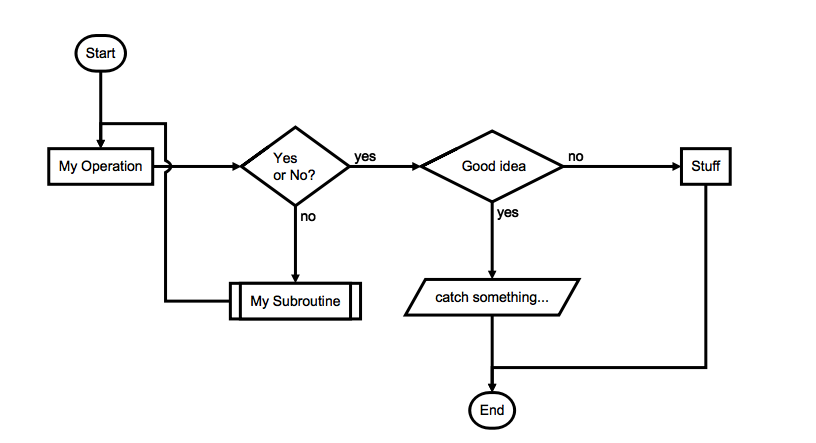 Start
My Operation
Yes
or No?
yes
Good idea
no
Stuff
no
yes
My Subroutine
catch something...
End